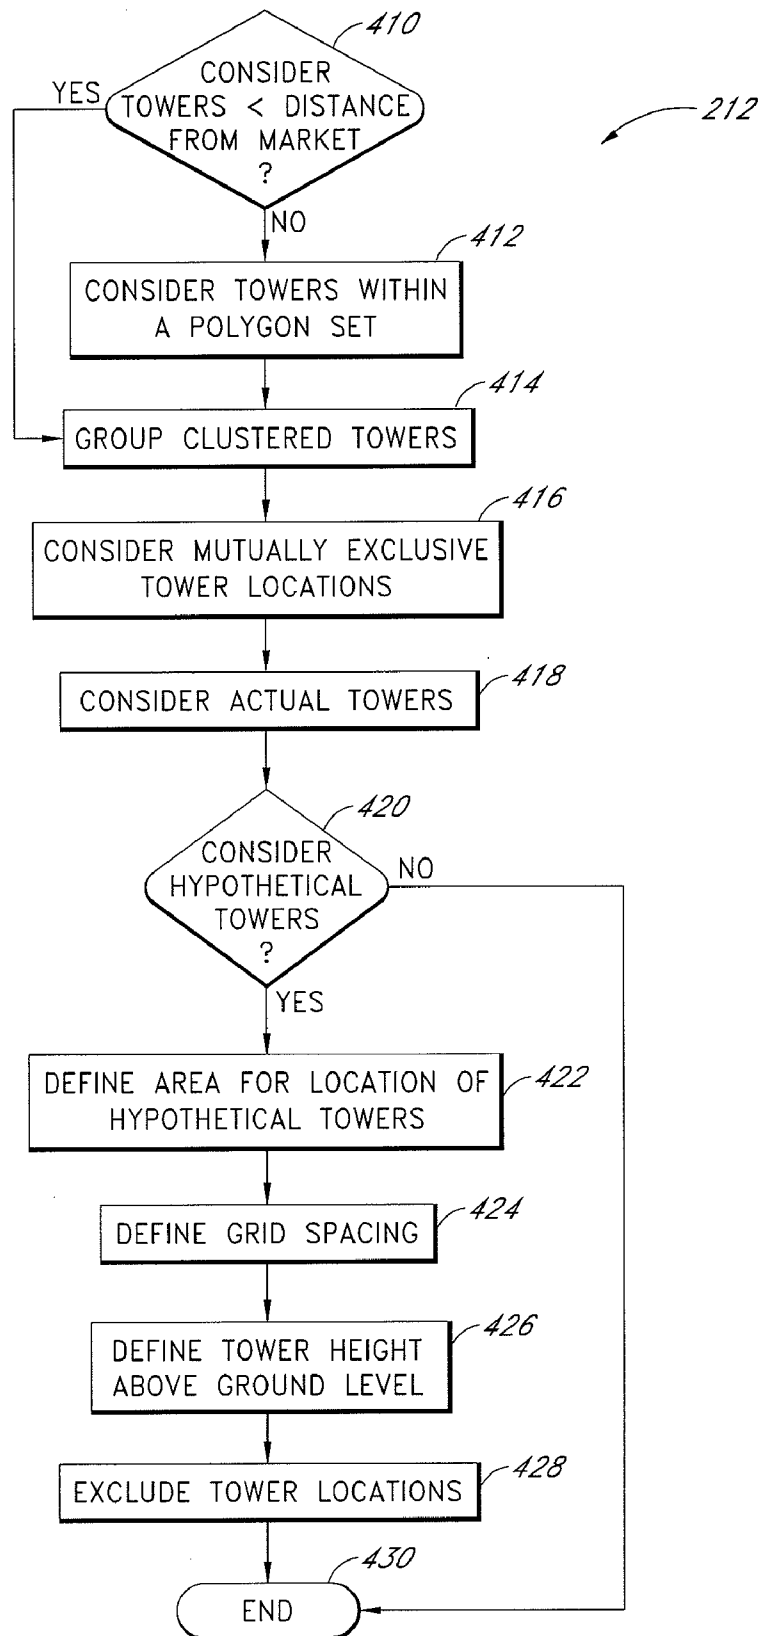 410
CONSIDER
TOWERS < DISTANCE
FROM MARKET
?
YES
212
NO
412
CONSIDER TOWERS WITHIN
A POLYGON SET
414
GROUP CLUSTERED TOWERS
416
CONSIDER MUTUALLY EXCLUSIVE
TOWER LOCATIONS
418
CONSIDER ACTUAL TOWERS
420
CONSIDER
HYPOTHETICAL
TOWERS
?
NO
YES
422
DEFINE AREA FOR LOCATION OF
HYPOTHETICAL TOWERS
424
DEFINE GRID SPACING
426
DEFINE TOWER HEIGHT
ABOVE GROUND LEVEL
428
EXCLUDE TOWER LOCATIONS
430
END